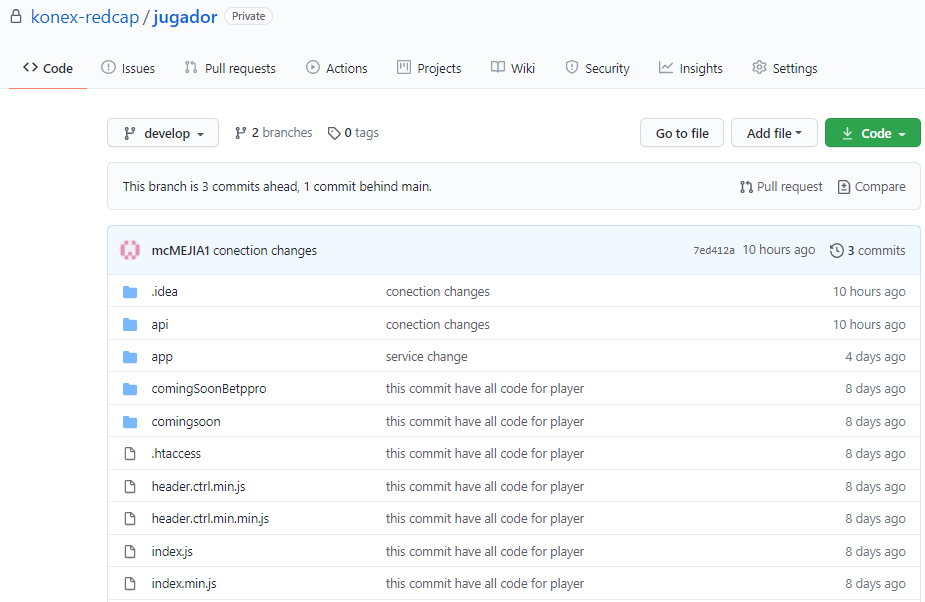 konex-redcap / jugador Private
Code Issues Pull requests Actions Projects Wiki Security Insights Settings
develop 2 branches 0 tags Go to file Add file Code
This branch is 3 commits ahead, 1 commit behind main. Pull request Compare
mcMEJIA1 conection changes 7ed412a 10 hours ago 3 commits
.idea conection changes 10 hours ago
api conection changes 10 hours ago
app service change 4 days ago
comingSoonBetppro this commit have all code for player 8 days ago
comingsoon this commit have all code for player 8 days ago
.htaccess this commit have all code for player 8 days ago
header.ctrl.min.js this commit have all code for player 8 days ago
header.ctrl.min.min.js this commit have all code for player 8 days ago
index.js this commit have all code for player 8 days ago
index.min.js this commit have all code for player 8 days ago